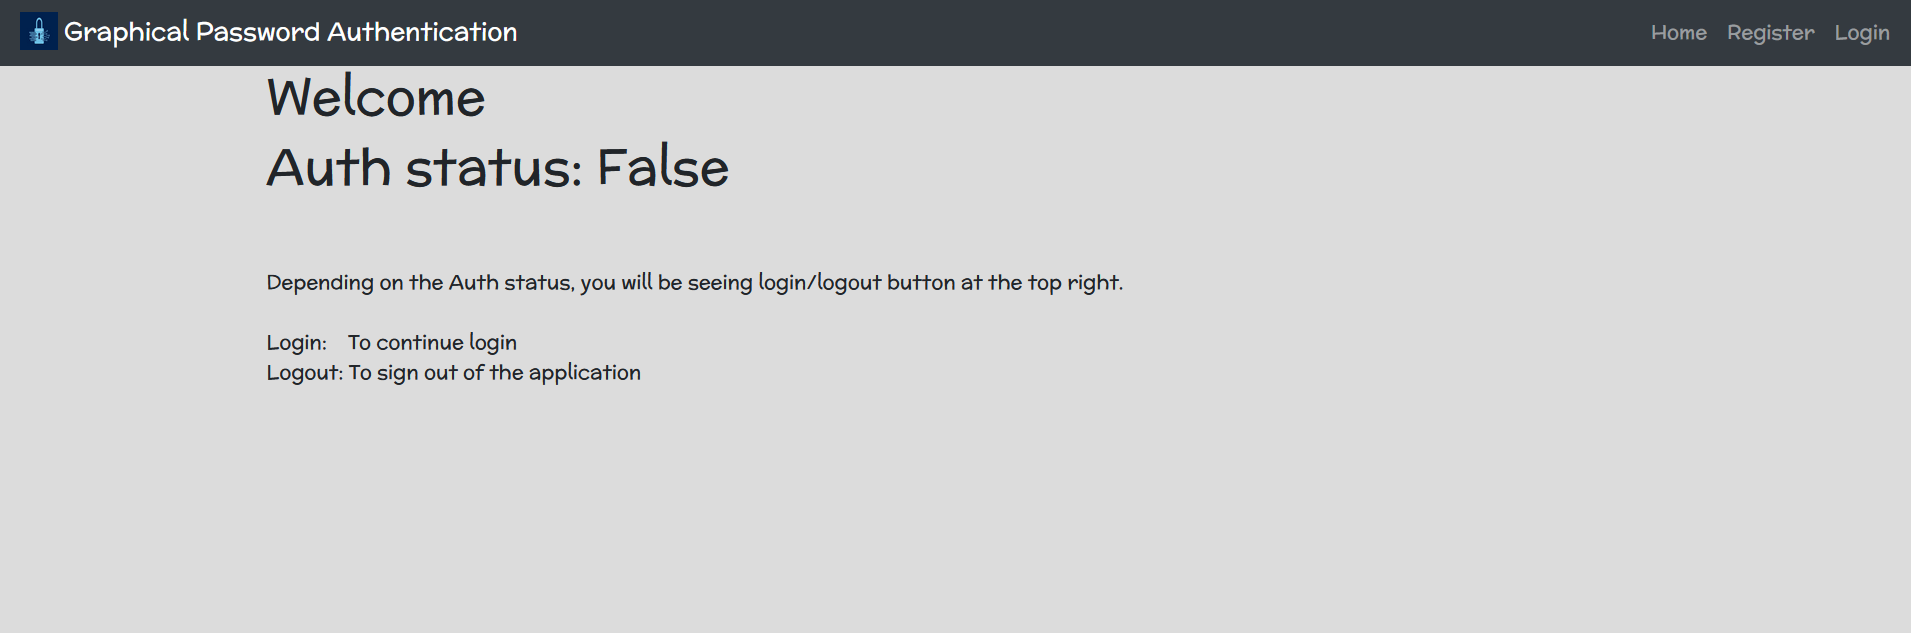 Graphical Password Authentication
Home Register Login
Welcome
Auth status: False
Depending on the Auth status, you will be seeing login/logout button at the top right.
Login: To continue login
Logout: To sign out of the application